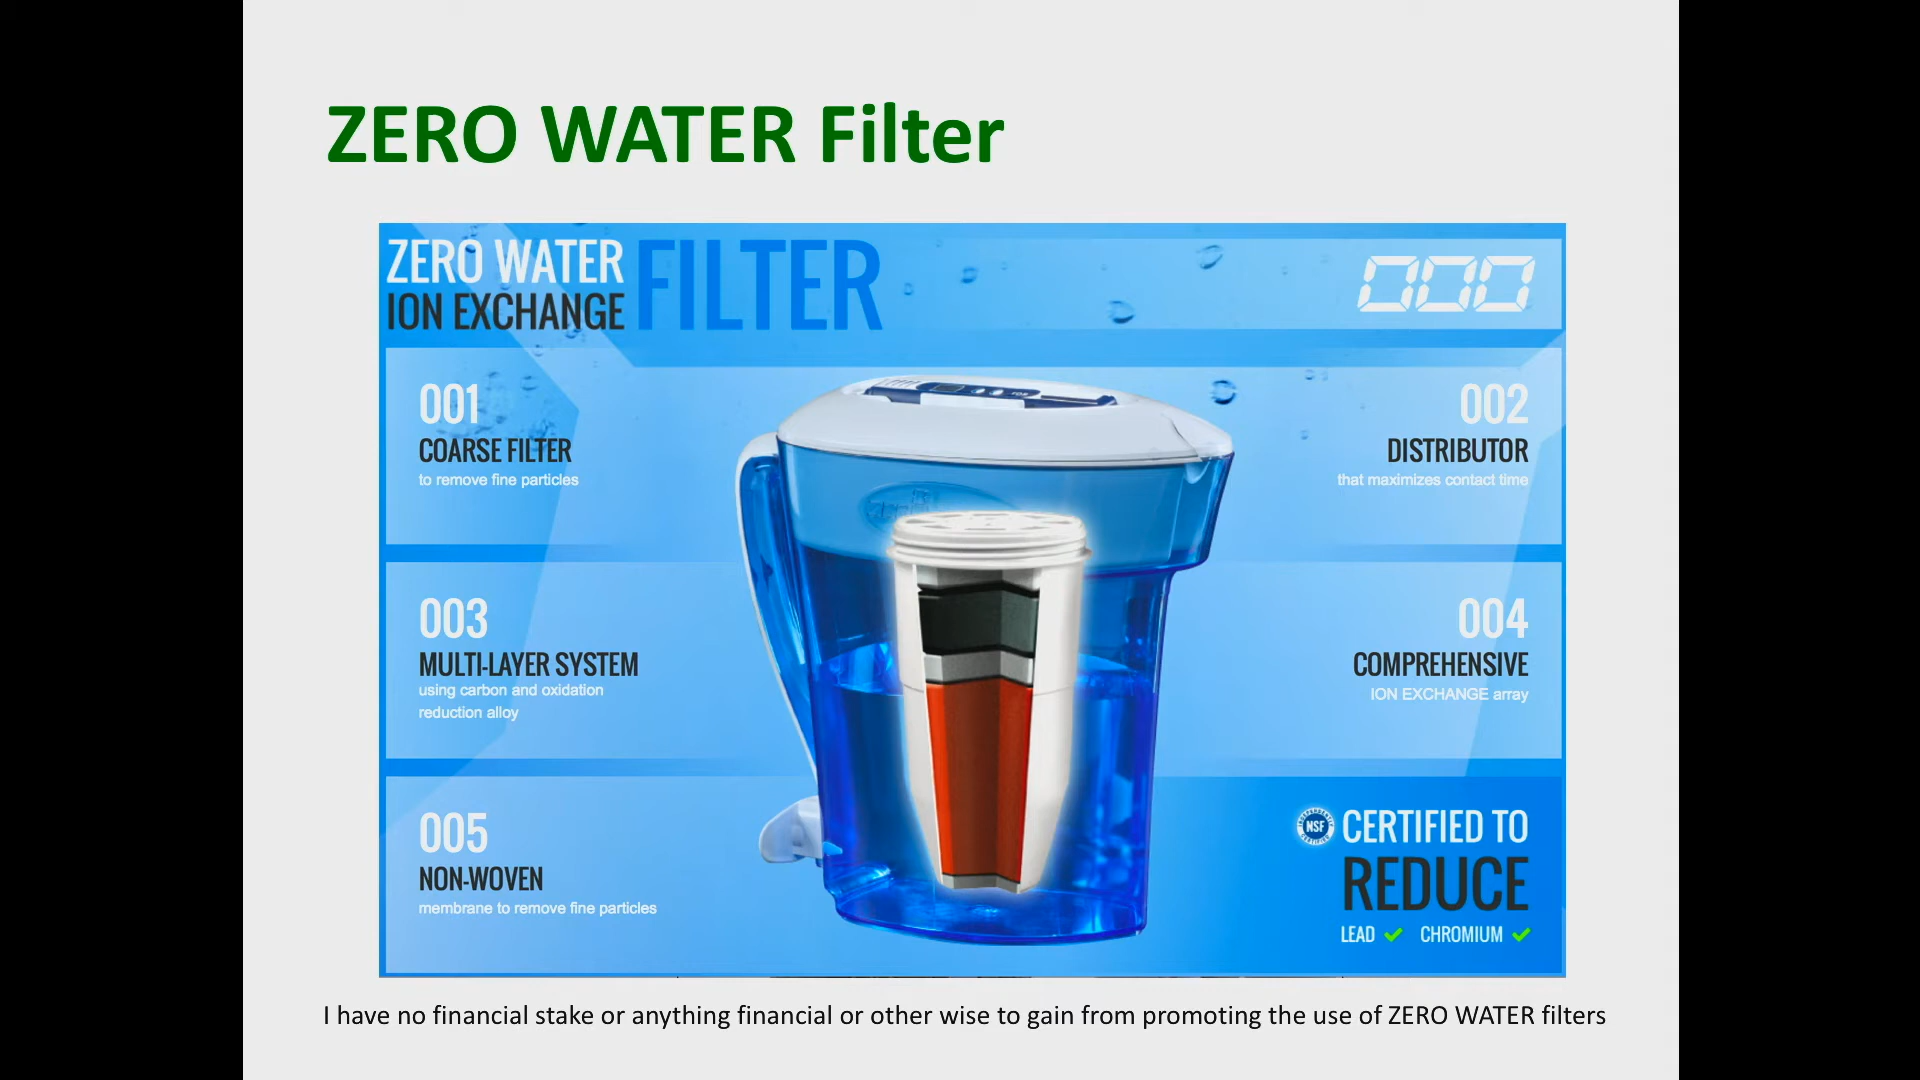 ZERO WATER Filter
ZERO WATER
ION EXCHANGE
FILTER
000
001
COARSE FILTER
to remove fine particles
002
DISTRIBUTOR
that maximizes contact time
003
MULTI-LAYER SYSTEM
using carbon and oxidation
reduction alloy
004
COMPREHENSIVE
ION EXCHANGE array
005
NON-WOVEN
membrane to remove fine particles
NSF
CERTIFIED TO
REDUCE
LEAD CHROMIUM
I have no financial stake or anything financial or other wise to gain from promoting the use of ZERO WATER filters